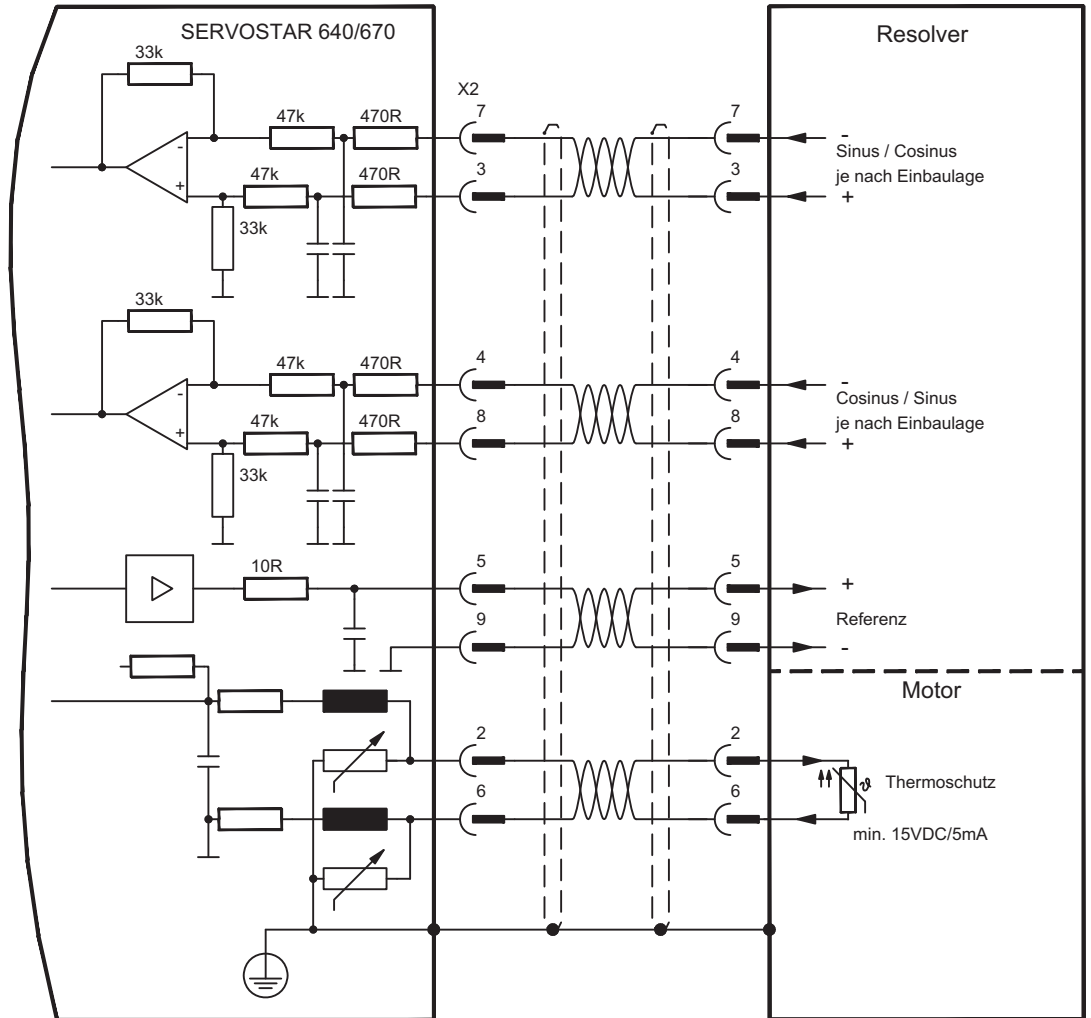 SERVOSTAR 640/670
Resolver
33k
X2
47k
470R
7
7
-
Sinus / Cosinus
je nach Einbaulage
-
+
47k
470R
3
3
+
33k
33k
47k
470R
4
4
-
Cosinus / Sinus
je nach Einbaulage
-
+
47k
470R
8
8
+
33k
10R
5
5
+
Referenz
9
9
-
Motor
2
2
ϑ
Thermoschutz
6
6
min. 15VDC/5mA